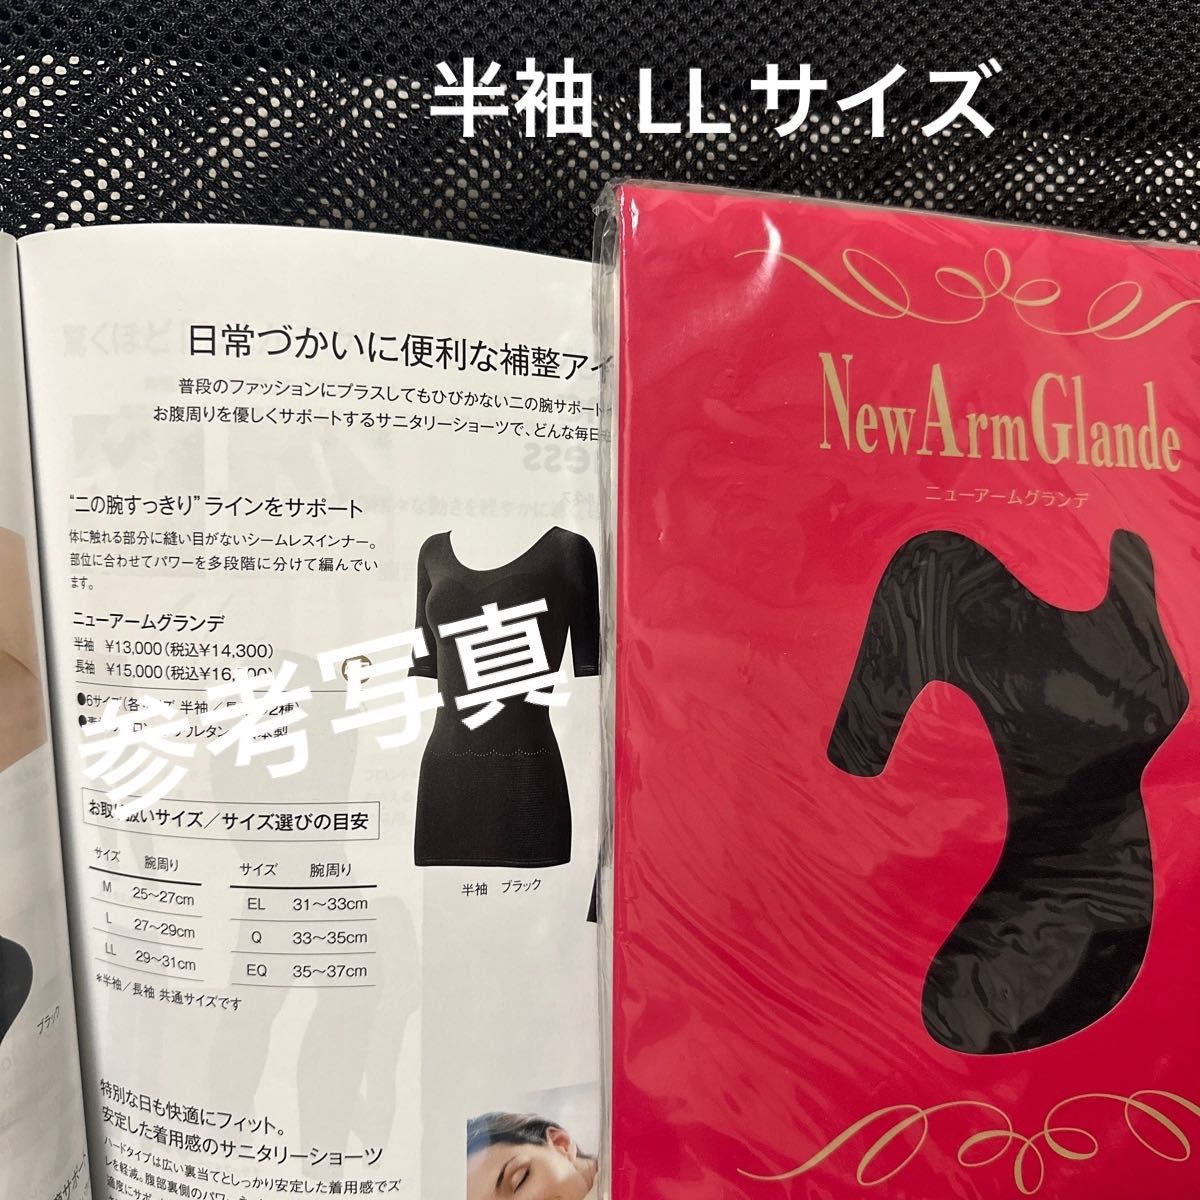 半袖 LL サイズ
日常づかいに便利な補整アイ
普段のファッションにプラスしてもひびかない二の腕サポート
お腹周りを優しくサポートするサニタリーショーツで、どんな毎日
"二の腕すっきり"ラインをサポート
体に触れる部分に縫い目がないシームレスインナー。
部位に合わせてパワーを多段階に分けて編んでい
ます。
ニューアームグランデ
半袖 ¥13,000(税込¥14,300)
長袖 ¥15,000(税込¥16,
●6サイズ(各
半袖/
2種)
参考写真
お取り扱いサイズ/サイズ選びの目安
サイズ 腕周り
M 25〜27cm
L 27〜29cm
LL 29〜31cm
サイズ 腕周り
EL 31〜33cm
Q 33〜35cm
EQ 35〜37cm
*半袖/長袖 共通サイズです
半袖 ブラック
ブラック
特別な日も快適にフィット。
安定した着用感のサニタリーショーツ
ハードタイプは広い裏当てとしっかり安定した着用感でズ
レを軽減。腹部裏側のパワー
New Arm Glande
ニューアームグランデ